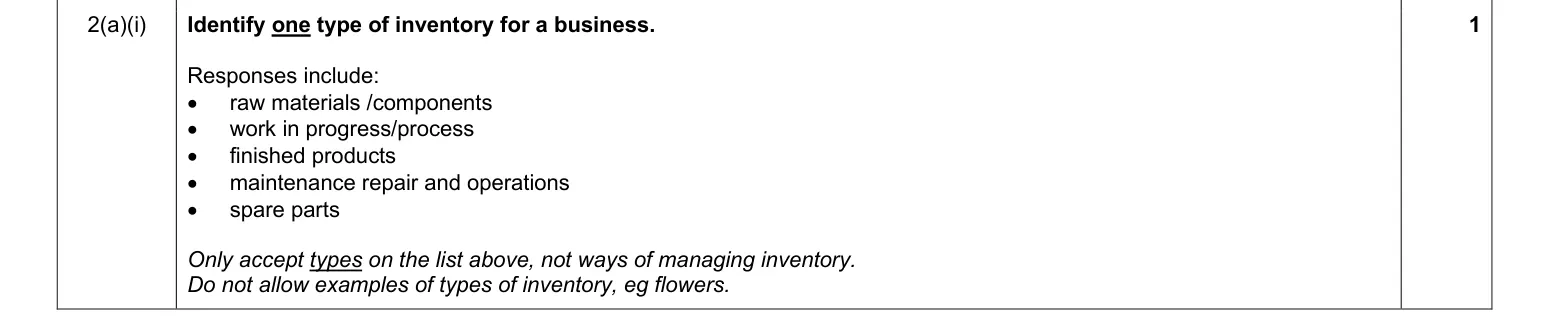 2(a)(i) Identify one type of inventory for a business. 1
Responses include:
• raw materials /components
• work in progress/process
• finished products
• maintenance repair and operations
• spare parts
Only accept types on the list above, not ways of managing inventory.
Do not allow examples of types of inventory, eg flowers.